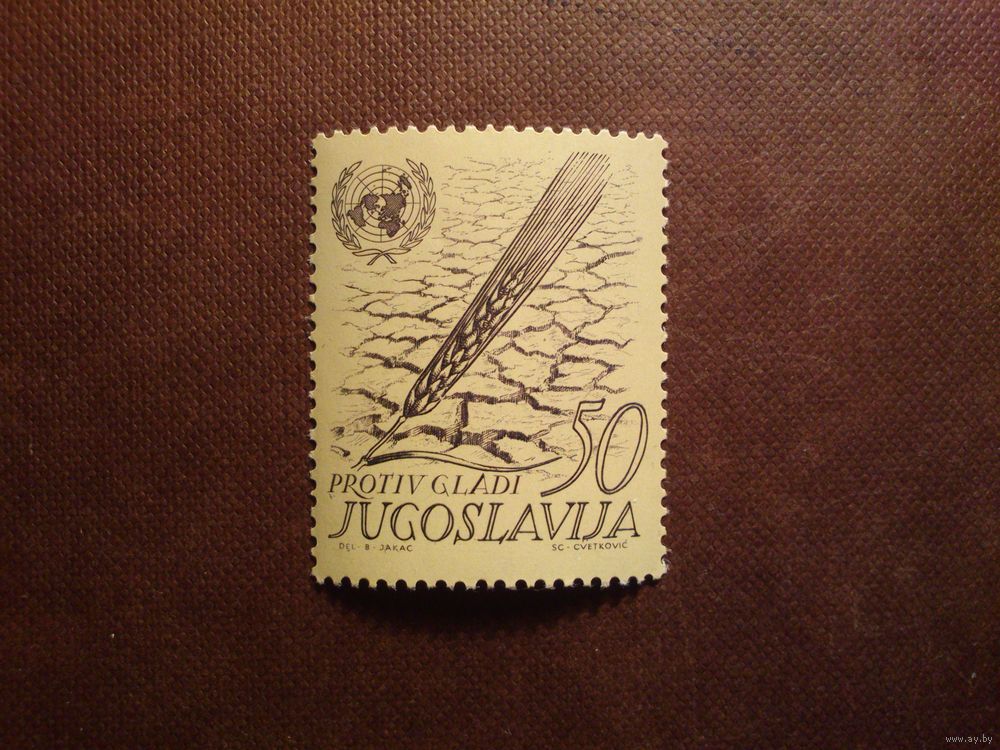 50
PROTIV GLADI
JUGOSLAVIJA
DEL · B · JAKAC SC · CVETKOVIĆ
www.ay.by